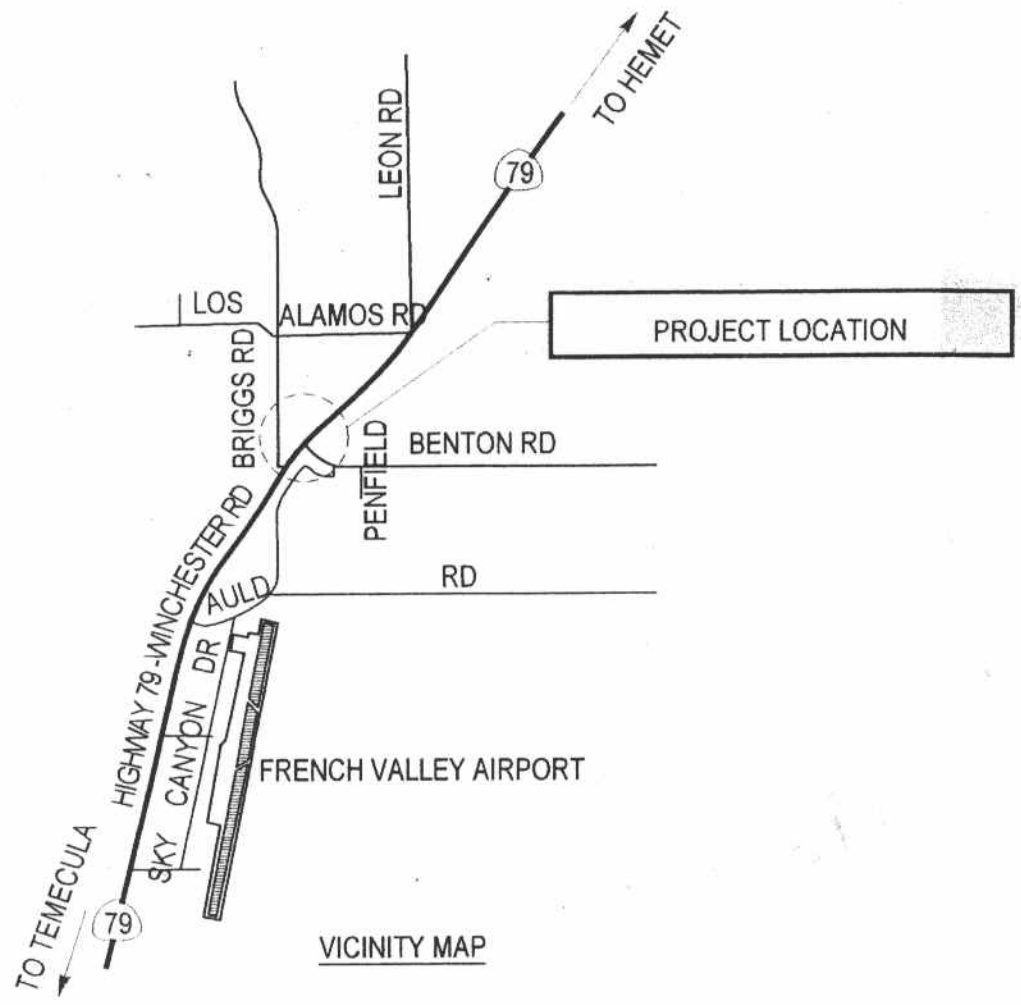 TO HEMET
79
LEON RD
LOS ALAMOS RD
PROJECT LOCATION
BRIGGS RD
BENTON RD
PENFIELD
HIGHWAY 79 - WINCHESTER RD
AULD RD
SKY CANYON DR
FRENCH VALLEY AIRPORT
TO TEMECULA
79
VICINITY MAP